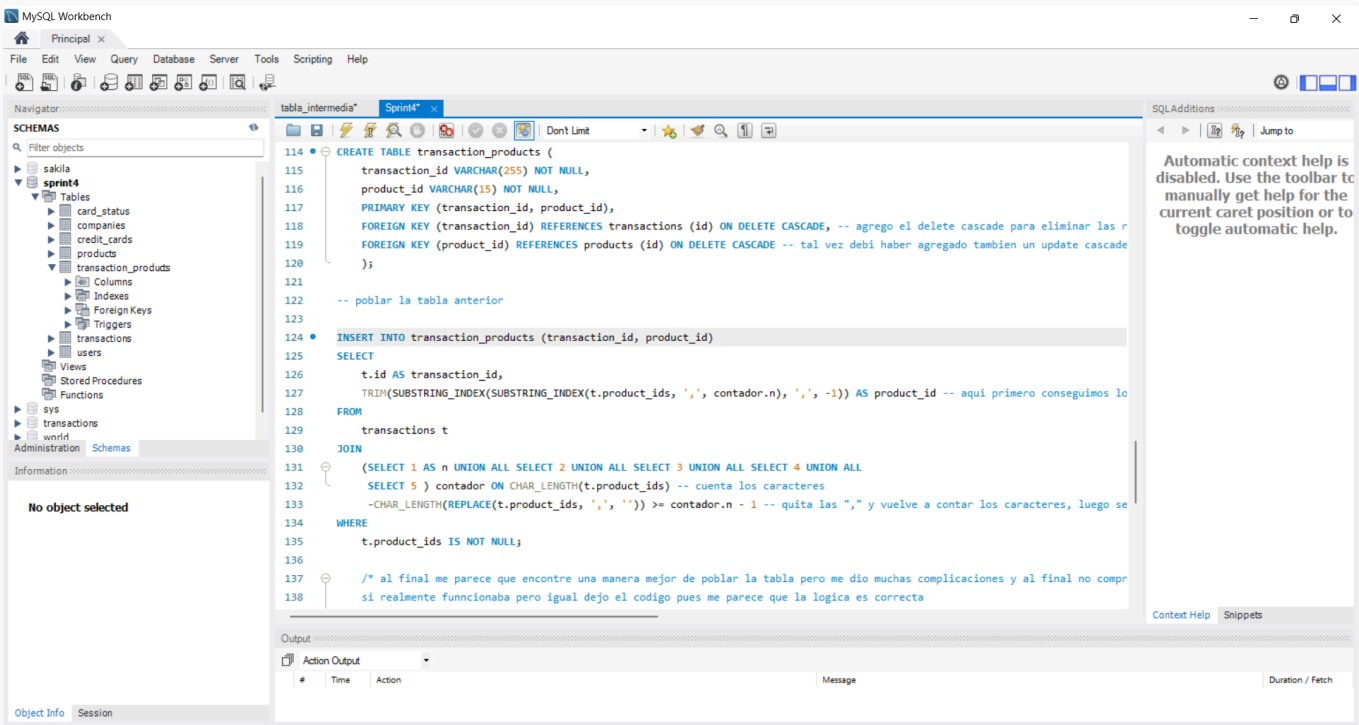 MySQL Workbench
Principal
File Edit View Query Database Server Tools Scripting Help
Navigator
SCHEMAS
Filter objects
sakila
sprint4
Tables
card_status
companies
credit_cards
products
transaction_products
Columns
Indexes
Foreign Keys
Triggers
transactions
users
Views
Stored Procedures
Functions
sys
transactions
world
Administration Schemas
Information
No object selected
Object Info Session
tabla_intermedia* Sprint4*
Don't Limit
114 CREATE TABLE transaction_products (
115 transaction_id VARCHAR(255) NOT NULL,
116 product_id VARCHAR(15) NOT NULL,
117 PRIMARY KEY (transaction_id, product_id),
118 FOREIGN KEY (transaction_id) REFERENCES transactions (id) ON DELETE CASCADE, -- agrego el delete cascade para eliminar las r
119 FOREIGN KEY (product_id) REFERENCES products (id) ON DELETE CASCADE -- tal vez debi haber agregado tambien un update cascade
120 );
121
122 -- poblar la tabla anterior
123
124 INSERT INTO transaction_products (transaction_id, product_id)
125 SELECT
126 t.id AS transaction_id,
127 TRIM(SUBSTRING_INDEX(SUBSTRING_INDEX(t.product_ids, ',', contador.n), ',', -1)) AS product_id -- aqui primero conseguimos lo
128 FROM
129 transactions t
130 JOIN
131 (SELECT 1 AS n UNION ALL SELECT 2 UNION ALL SELECT 3 UNION ALL SELECT 4 UNION ALL
132 SELECT 5 ) contador ON CHAR_LENGTH(t.product_ids) -- cuenta los caracteres
133 -CHAR_LENGTH(REPLACE(t.product_ids, ',', '')) >= contador.n - 1 -- quita las "," y vuelve a contar los caracteres, luego se
134 WHERE
135 t.product_ids IS NOT NULL;
136
137 /* al final me parece que encontre una manera mejor de poblar la tabla pero me dio muchas complicaciones y al final no compr
138 si realmente funncionaba pero igual dejo el codigo pues me parece que la logica es correcta
Output
Action Output
# Time Action Message Duration / Fetch
SQLAdditions
Jump to
Automatic context help is
disabled. Use the toolbar to
manually get help for the
current caret position or to
toggle automatic help.
Context Help Snippets